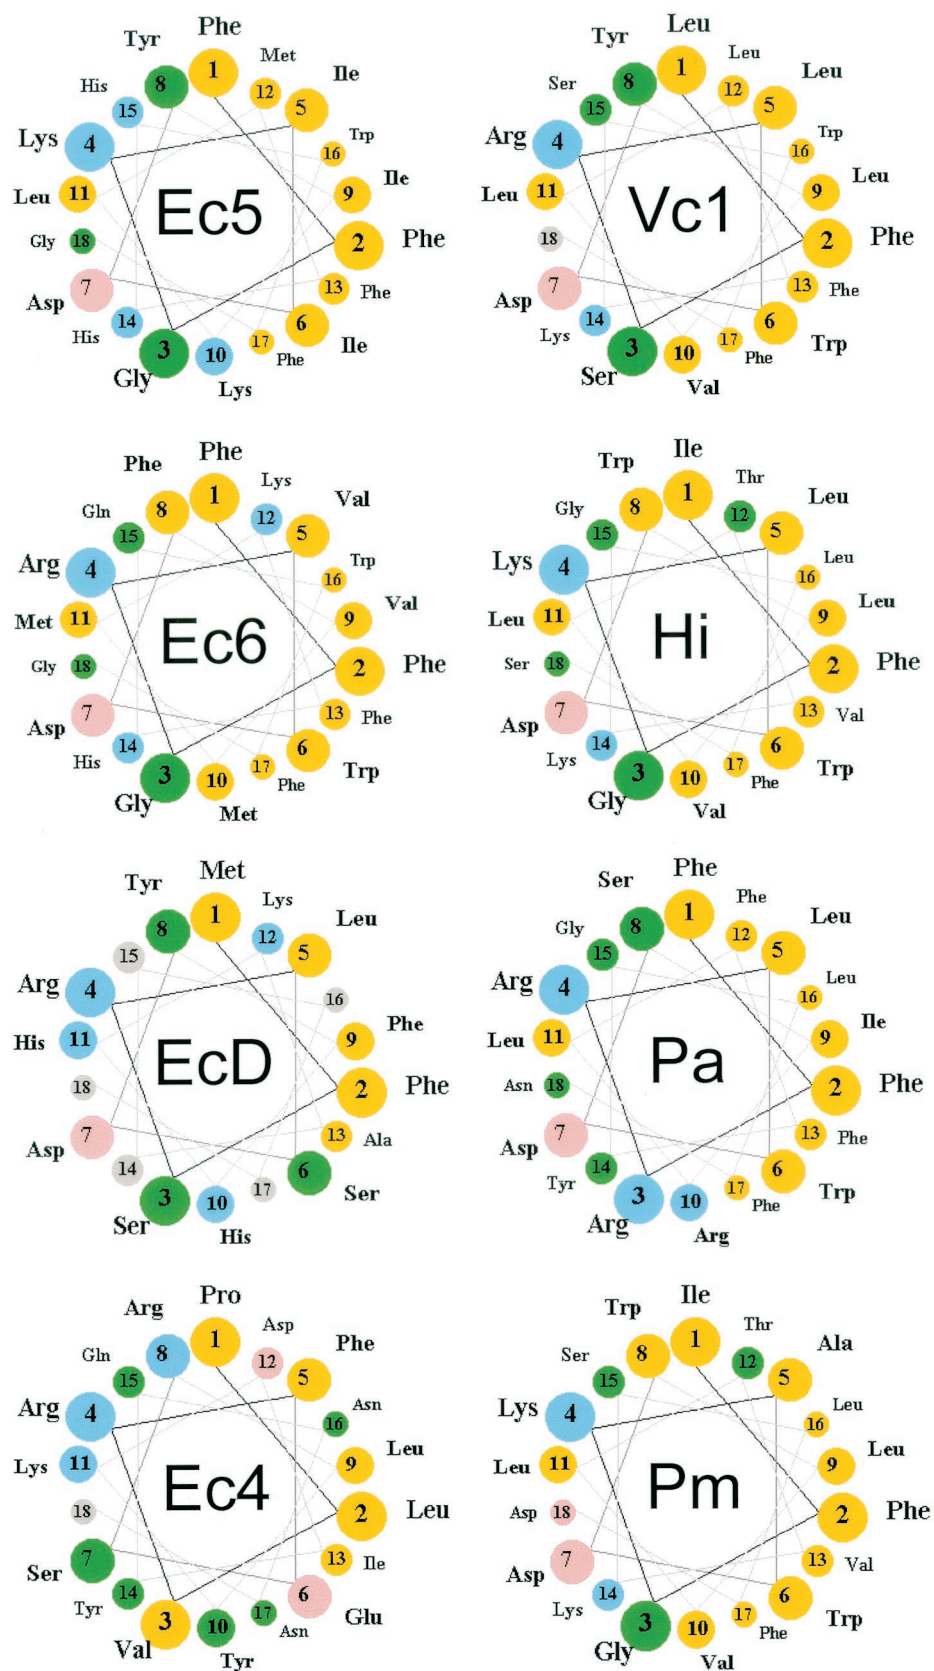 Phe
Tyr
Met
Ile
His
8
1
12
5
Trp
Lys
15
16
4
Ile
Leu
11
9
Ec5
Gly
18
2
Phe
Asp
7
13
Phe
His
14
6
Ile
3
10
17
Phe
Gly
Lys
Leu
Tyr
Leu
Leu
Ser
8
1
12
5
Trp
Arg
15
16
4
Leu
Leu
11
9
Vc1
18
2
Phe
Asp
7
13
Phe
Lys
14
6
Trp
3
10
17
Phe
Ser
Val
Phe
Phe
Lys
Val
Gln
8
1
12
5
Trp
Arg
15
16
4
Val
Met
11
9
Ec6
Gly
18
2
Phe
Asp
7
13
Phe
His
14
6
Trp
3
10
17
Phe
Gly
Met
Ile
Trp
Thr
Leu
Gly
8
1
12
5
Leu
Lys
15
16
4
Leu
Leu
11
9
Hi
Ser
18
2
Phe
Asp
7
13
Val
Lys
14
6
Trp
3
10
17
Phe
Gly
Val
Met
Tyr
Lys
Leu
8
1
12
5
Arg
15
16
4
Phe
His
11
9
EcD
18
2
Phe
Asp
7
13
Ala
14
6
Ser
3
10
17
Ser
His
Phe
Ser
Phe
Leu
Gly
8
1
12
5
Leu
Arg
15
16
4
Ile
Leu
11
9
Pa
Asn
18
2
Phe
Asp
7
13
Phe
Tyr
14
6
Trp
3
10
17
Phe
Arg
Arg
Pro
Arg
Asp
Phe
Gln
8
1
12
5
Asn
Arg
15
16
4
Leu
Lys
11
9
Ec4
18
2
Leu
Ser
7
13
Ile
Tyr
14
6
Glu
3
10
17
Asn
Val
Tyr
Ile
Trp
Thr
Ala
Ser
8
1
12
5
Leu
Lys
15
16
4
Leu
Leu
11
9
Pm
Asp
18
2
Phe
Asp
7
13
Val
Lys
14
6
Trp
3
10
17
Phe
Gly
Val